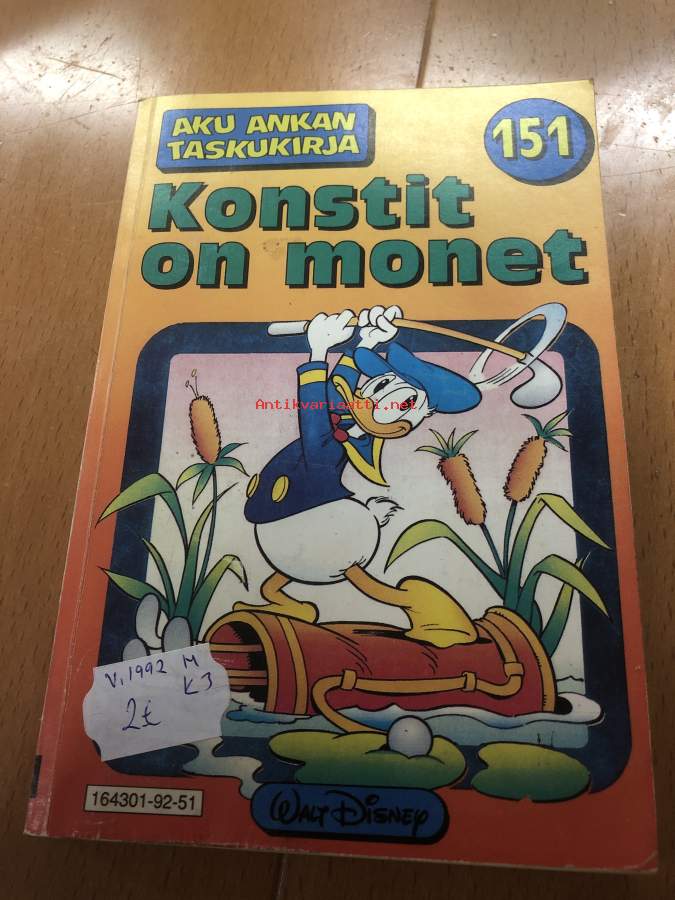 AKU ANKAN
TASKUKIRJA
151
Konstit
on monet
Antikvariaatti.net
V. 1992 M
K3
2€
164301-92-51
WALT DISNEY